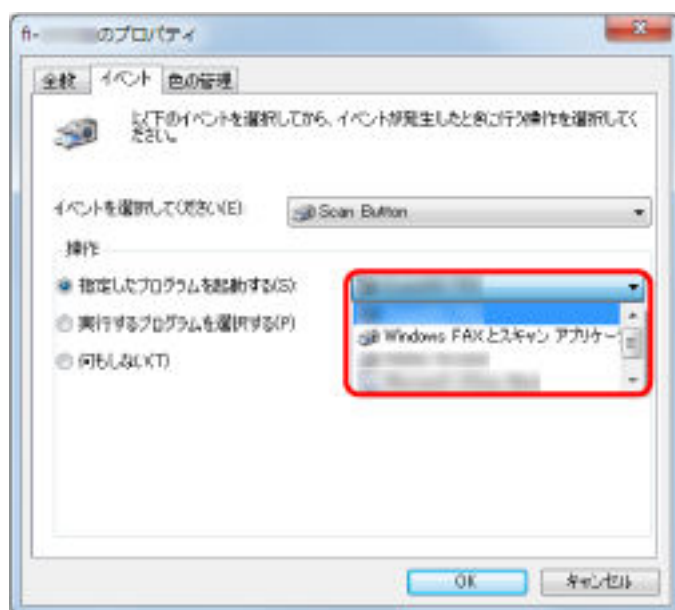 fi-
のプロパティ
全般 イベント 色の管理
以下のイベントを選択してから、イベントが発生したときに行う操作を選択してください。
イベントを選択してください(E) Scan Button
操作
指定したプログラムを起動する(S):
Windows FAXとスキャン アプリケー
実行するプログラムを選択する(P)
何もしない(T)
OK キャンセル